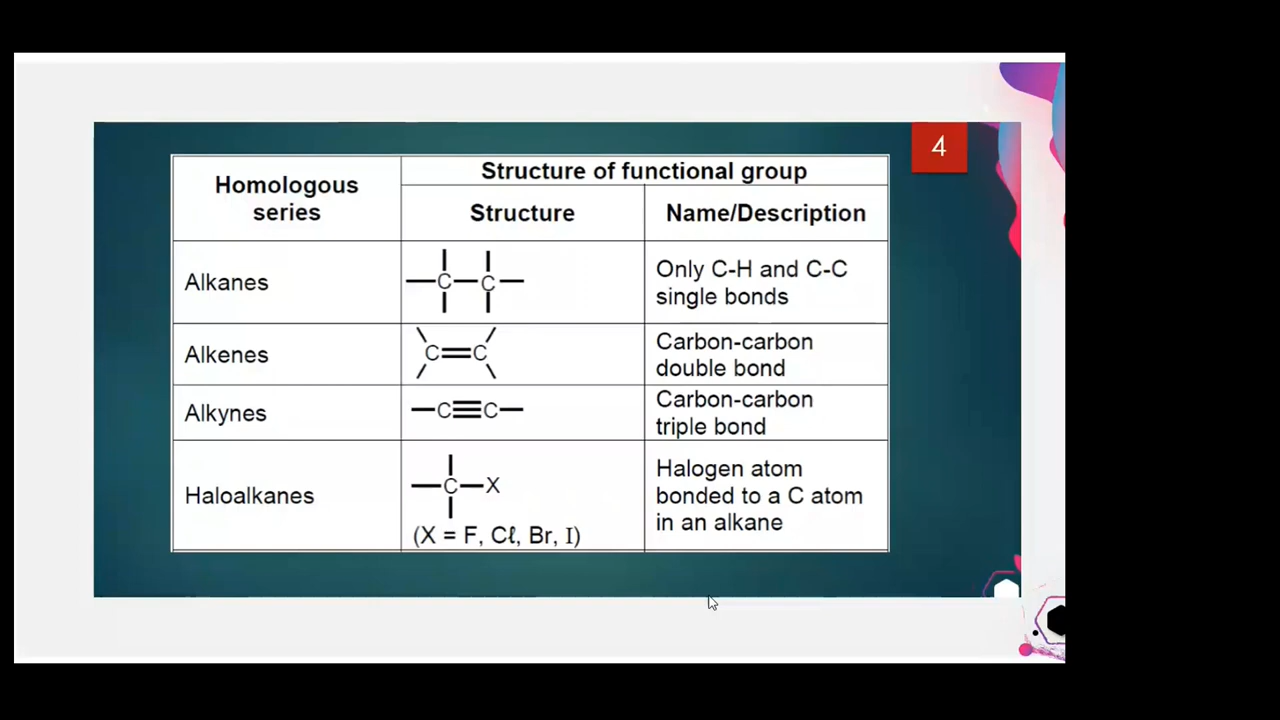 4
Homologous
series
Structure of functional group
Structure
Name/Description
Alkanes
C C
Only C-H and C-C
single bonds
Alkenes
C=C
Carbon-carbon
double bond
Alkynes
—C≡C—
Carbon-carbon
triple bond
Haloalkanes
—C—X
(X = F, Cℓ, Br, I)
Halogen atom
bonded to a C atom
in an alkane